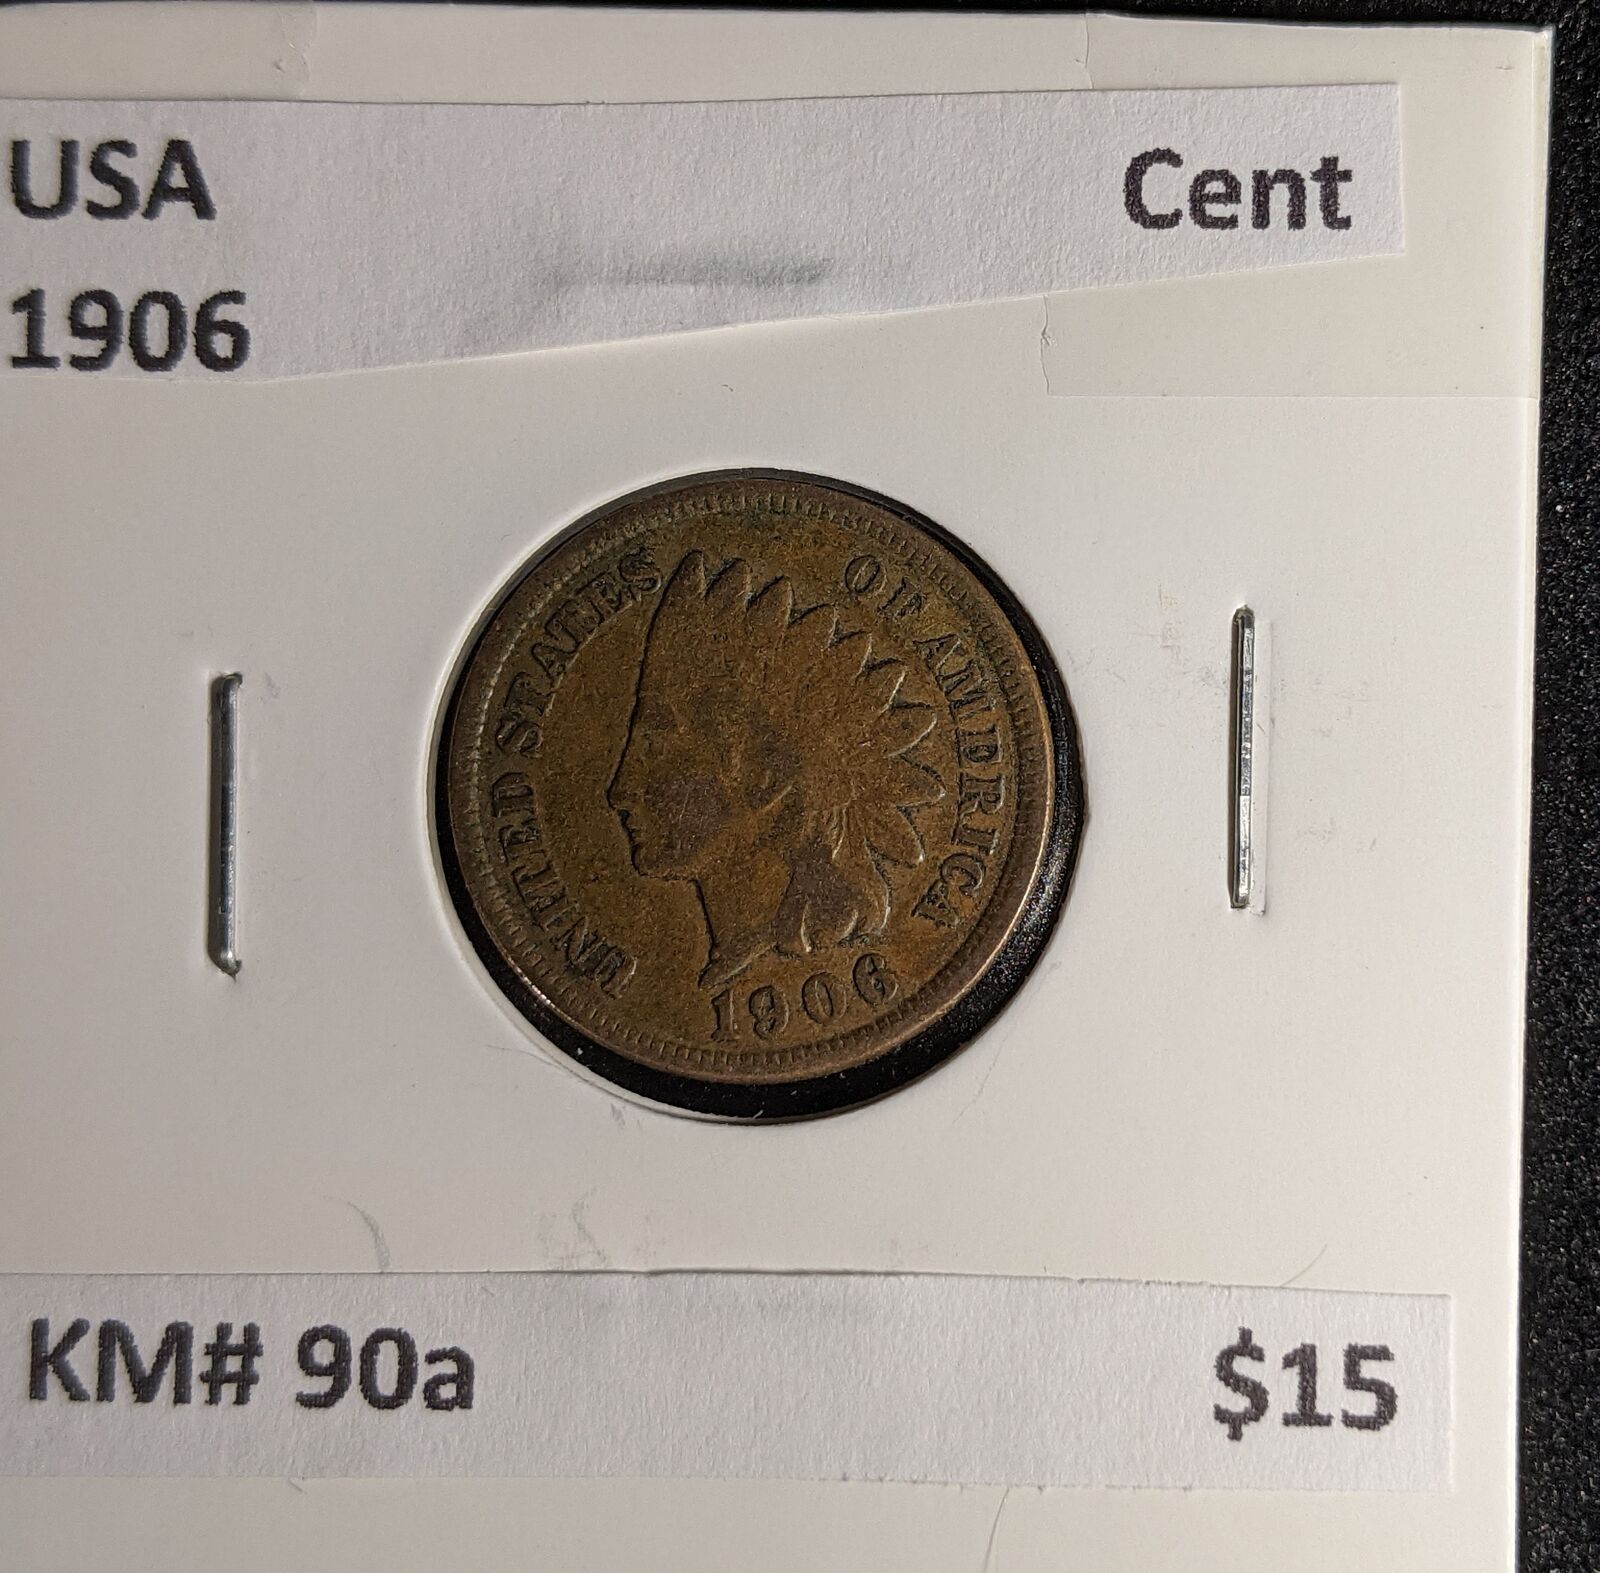 USA Cent
1906
UNITED STATES OF AMERICA
1906
KM# 90a $15